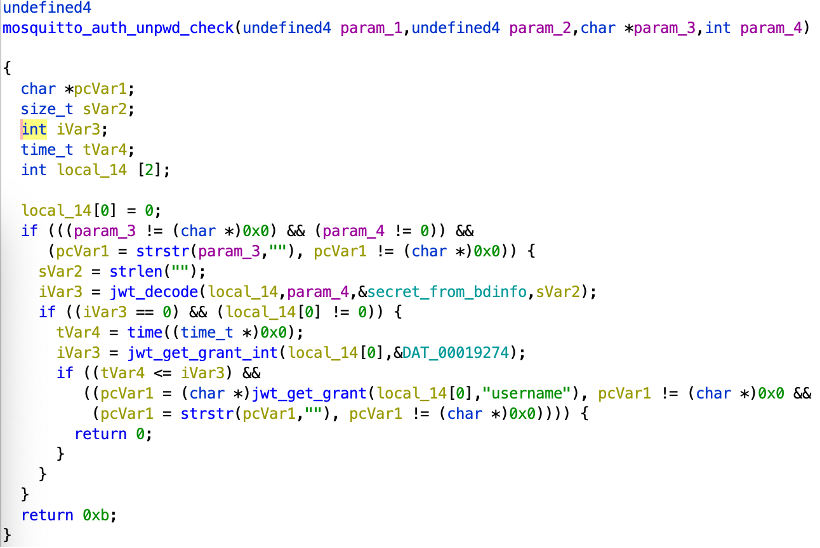 undefined4
mosquitto_auth_unpwd_check(undefined4 param_1,undefined4 param_2,char *param_3,int param_4)
{
char *pcVar1;
size_t sVar2;
int iVar3;
time_t tVar4;
int local_14 [2];
local_14[0] = 0;
if (((param_3 != (char *)0x0) && (param_4 != 0)) &&
(pcVar1 = strstr(param_3,""), pcVar1 != (char *)0x0)) {
sVar2 = strlen("");
iVar3 = jwt_decode(local_14,param_4,&secret_from_bdinfo,sVar2);
if ((iVar3 == 0) && (local_14[0] != 0)) {
tVar4 = time((time_t *)0x0);
iVar3 = jwt_get_grant_int(local_14[0],&DAT_00019274);
if ((tVar4 <= iVar3) &&
((pcVar1 = (char *)jwt_get_grant(local_14[0],"username"), pcVar1 != (char *)0x0 &&
(pcVar1 = strstr(pcVar1,""), pcVar1 != (char *)0x0)))) {
return 0;
}
}
}
return 0xb;
}